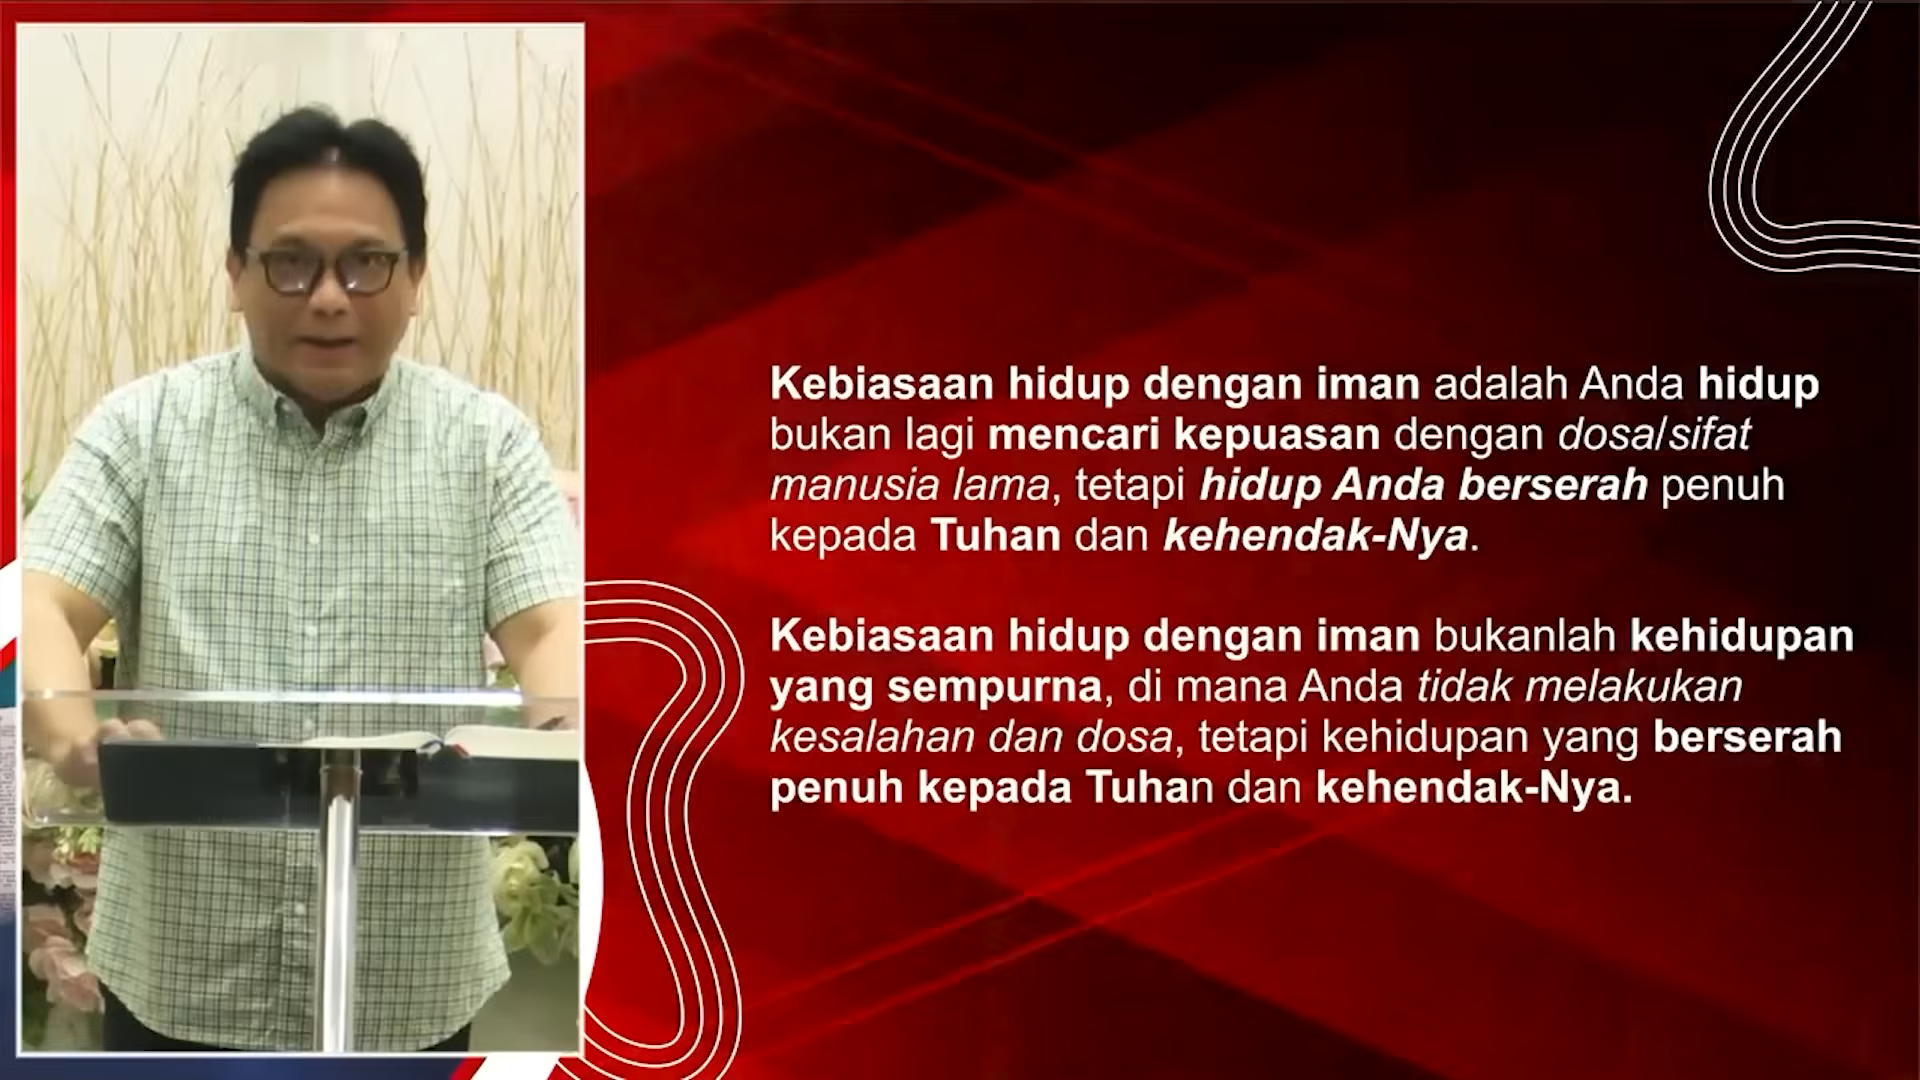 Kebiasaan hidup dengan iman adalah Anda hidup
bukan lagi mencari kepuasan dengan dosa/sifat
manusia lama, tetapi hidup Anda berserah penuh
kepada Tuhan dan kehendak-Nya.
Kebiasaan hidup dengan iman bukanlah kehidupan
yang sempurna, di mana Anda tidak melakukan
kesalahan dan dosa, tetapi kehidupan yang berserah
penuh kepada Tuhan dan kehendak-Nya.